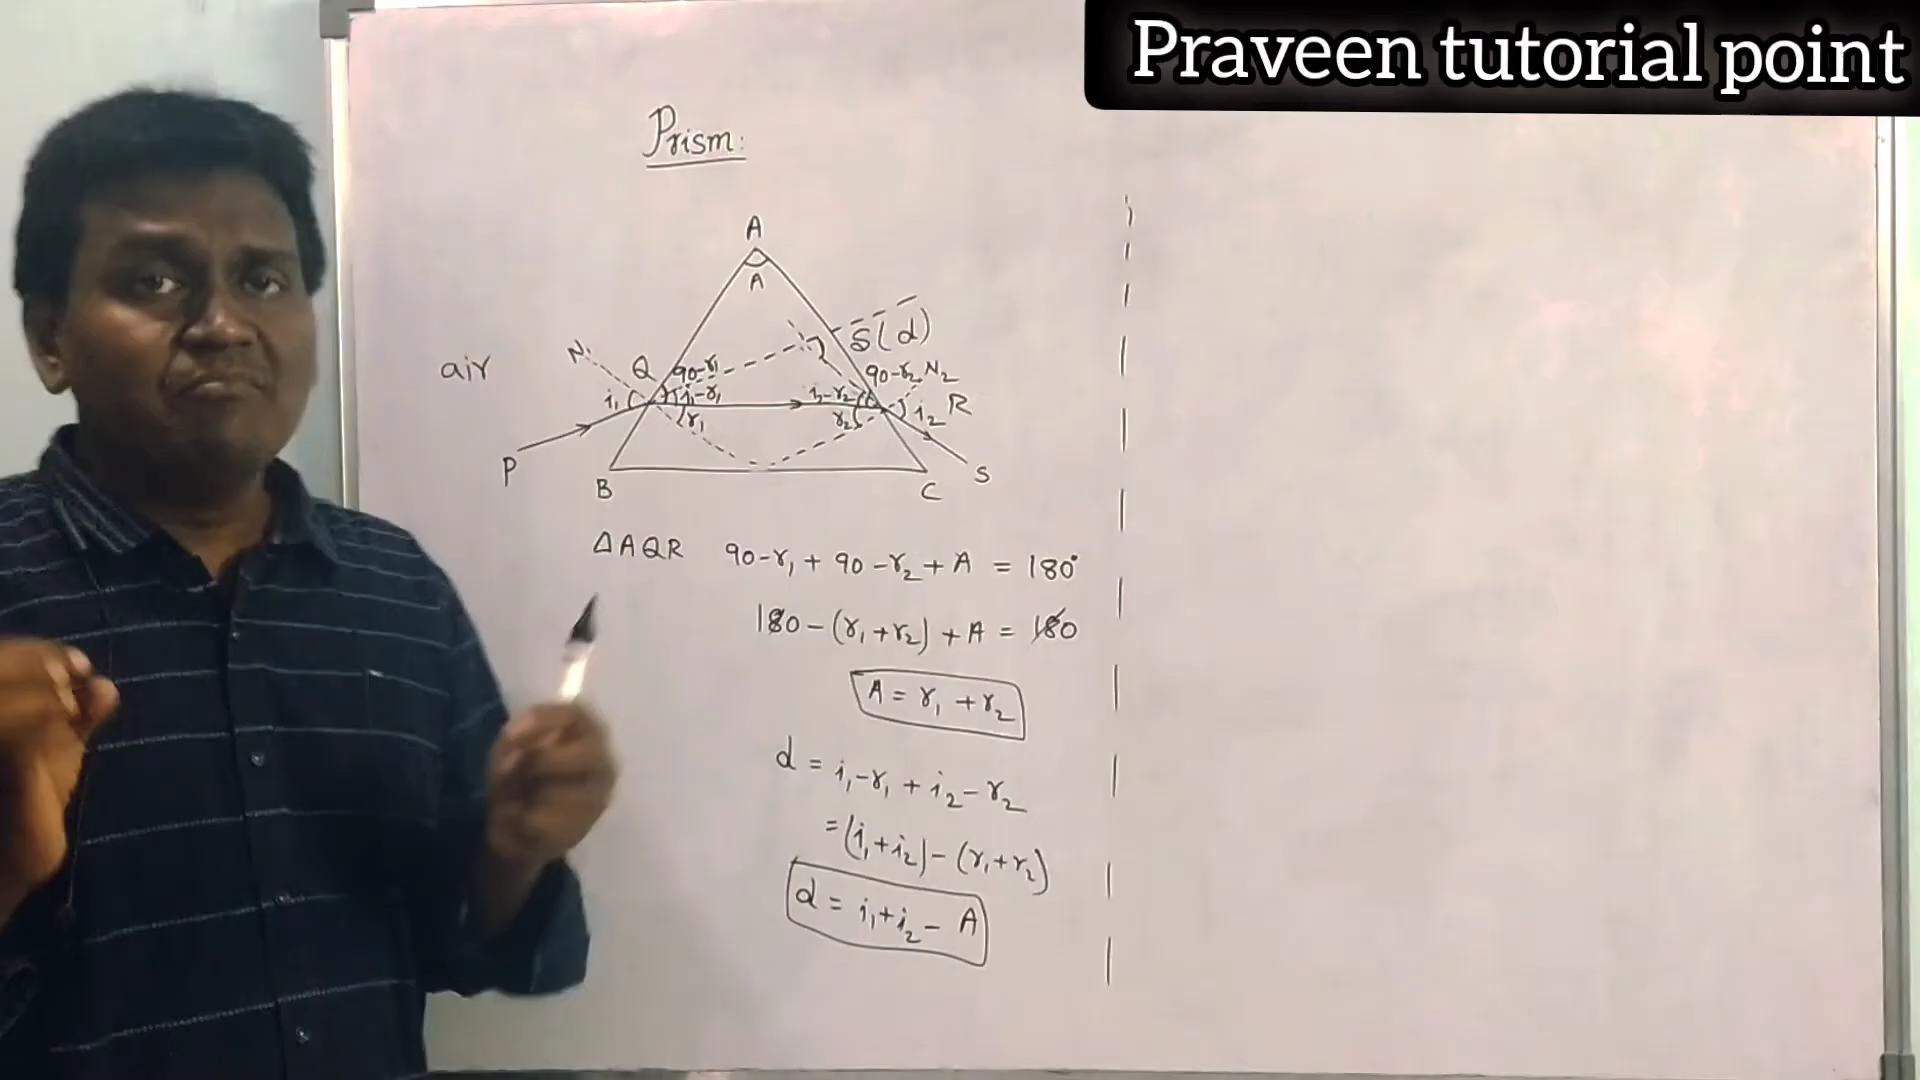 Praveen tutorial point
Prism:
A
A
δ(d)
air
N1
Q
90-r1
90-r2
N2
i1
i1-r1
i2-r2
i2
R
r1
r2
P
S
B
C
ΔAQR 90-r1 + 90-r2 + A = 180°
180 - (r1+r2) + A = 180
A = r1 + r2
d = i1-r1 + i2-r2
= (i1+i2) - (r1+r2)
d = i1+i2 - A